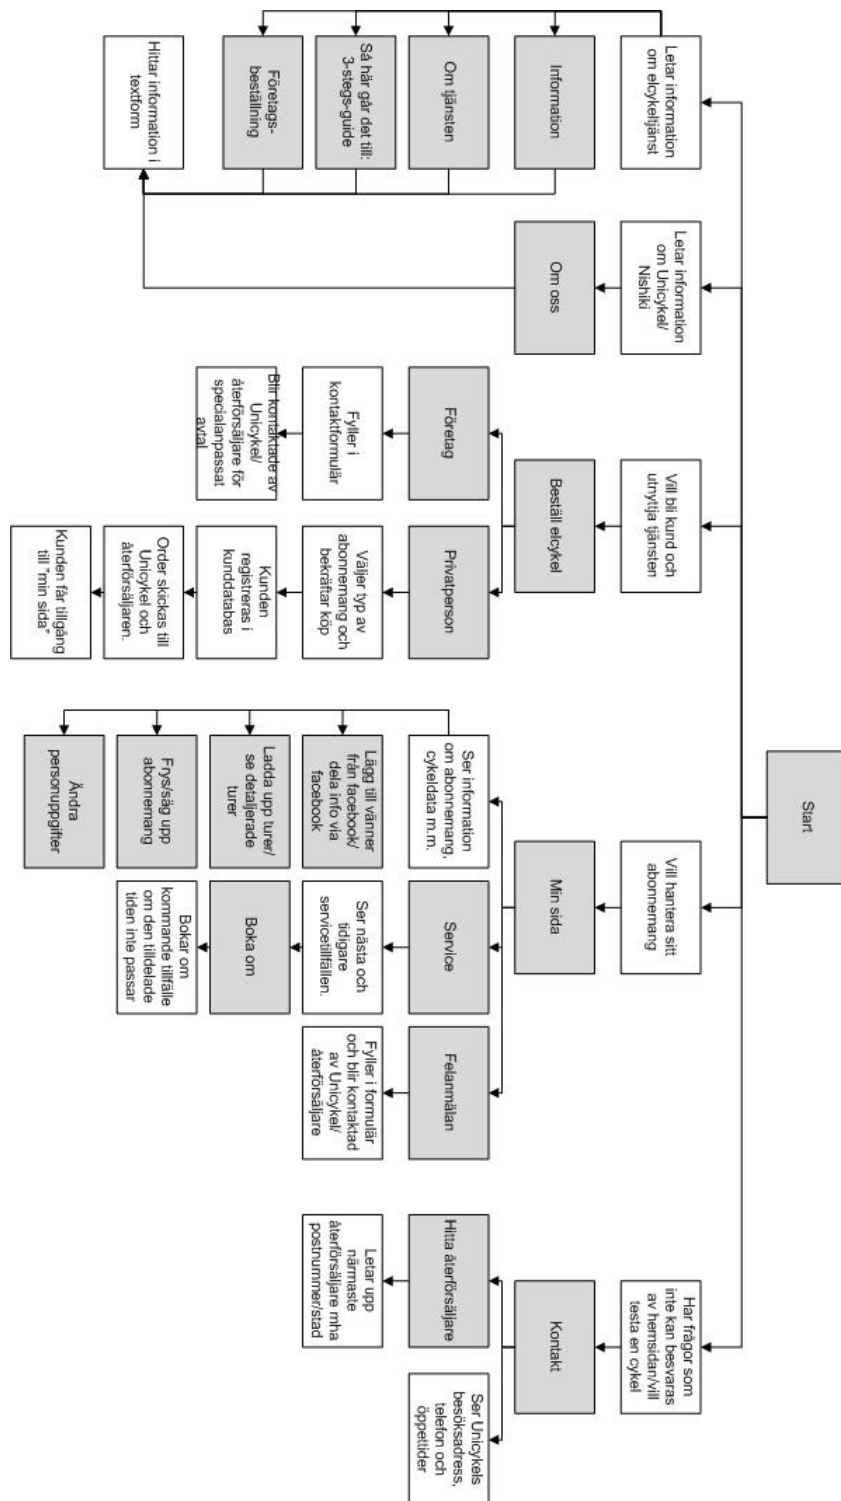 Start
Letar information
om elcykeltjänst
Information
Om tjänsten
Så här går det till:
3-stegs-guide
Företags-
beställning
Hittar information i
textform
Letar information
om Unicykel/
Nishiki
Om oss
Vill bli kund och
utnyttja tjänsten
Beställ elcykel
Företag
Fyller i
kontaktformulär
Blir kontaktade av
Unicykel/
återförsäljare för
specialanpassat
avtal
Privatperson
Väljer typ av
abonnemang och
bekräftar köp
Kunden
registreras i
kunddatabas
Order skickas till
Unicykel och
återförsäljaren.
Kunden får tillgång
till ”min sida”
Vill hantera sitt
abonnemang
Min sida
Ser information
om abonnemang,
cykeldata m.m.
Lägg till vänner
från facebook/
dela info via
facebook
Ladda upp turer/
se detaljerade
turer
Frys/säg upp
abonnemang
Ändra
personuppgifter
Service
Ser nästa och
tidigare
servicetillfällen.
Boka om
Bokar om
kommande tillfälle
om den tilldelade
tiden inte passar
Felanmälan
Fyller i formulär
och blir kontaktad
av Unicykel/
återförsäljare
Har frågor som
inte kan besvaras
av hemsidan/vill
testa en cykel
Kontakt
Hitta återförsäljare
Letar upp
närmaste
återförsäljare mha
postnummer/stad
Ser Unicykels
besöksadress,
telefon och
öppettider